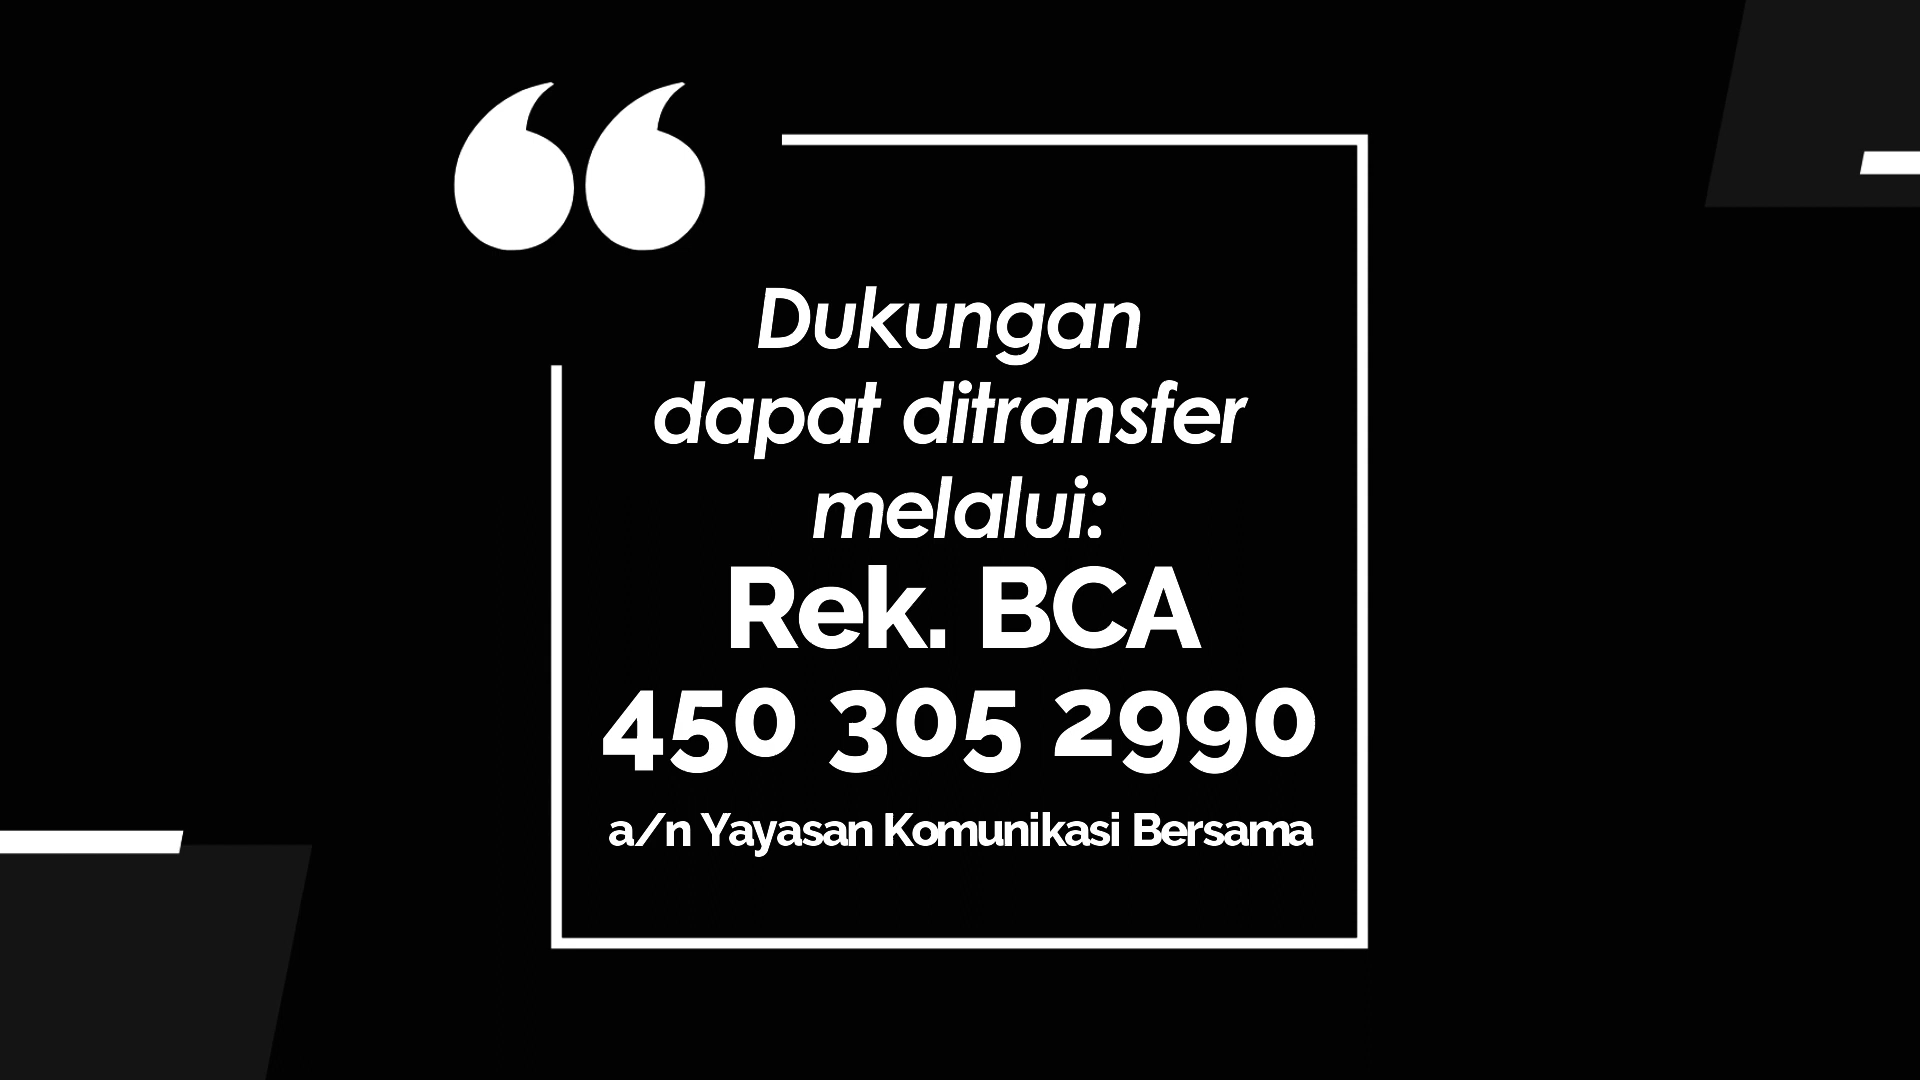 Dukungan
dapat ditransfer
melalui:
Rek. BCA
450 305 2990
a/n Yayasan Komunikasi Bersama